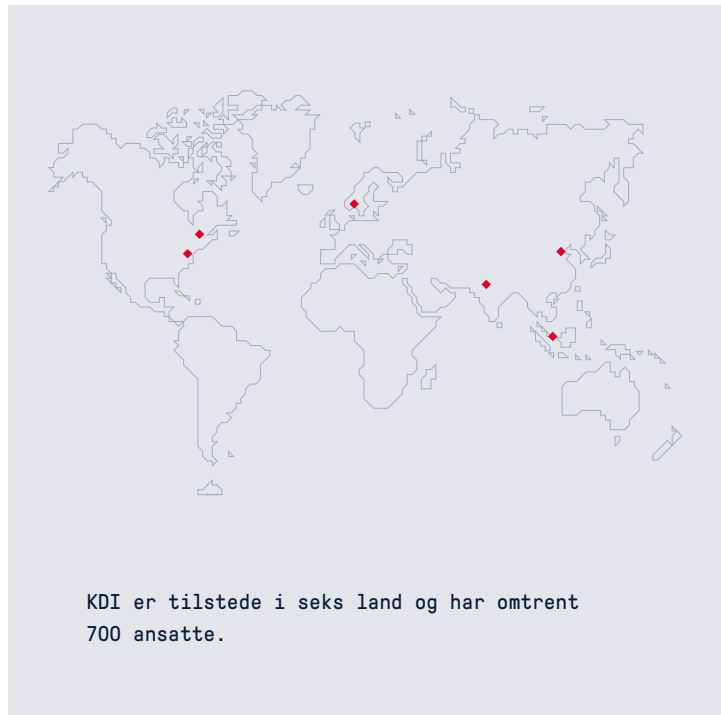 KDI er tilstede i seks land og har omtrent
700 ansatte.